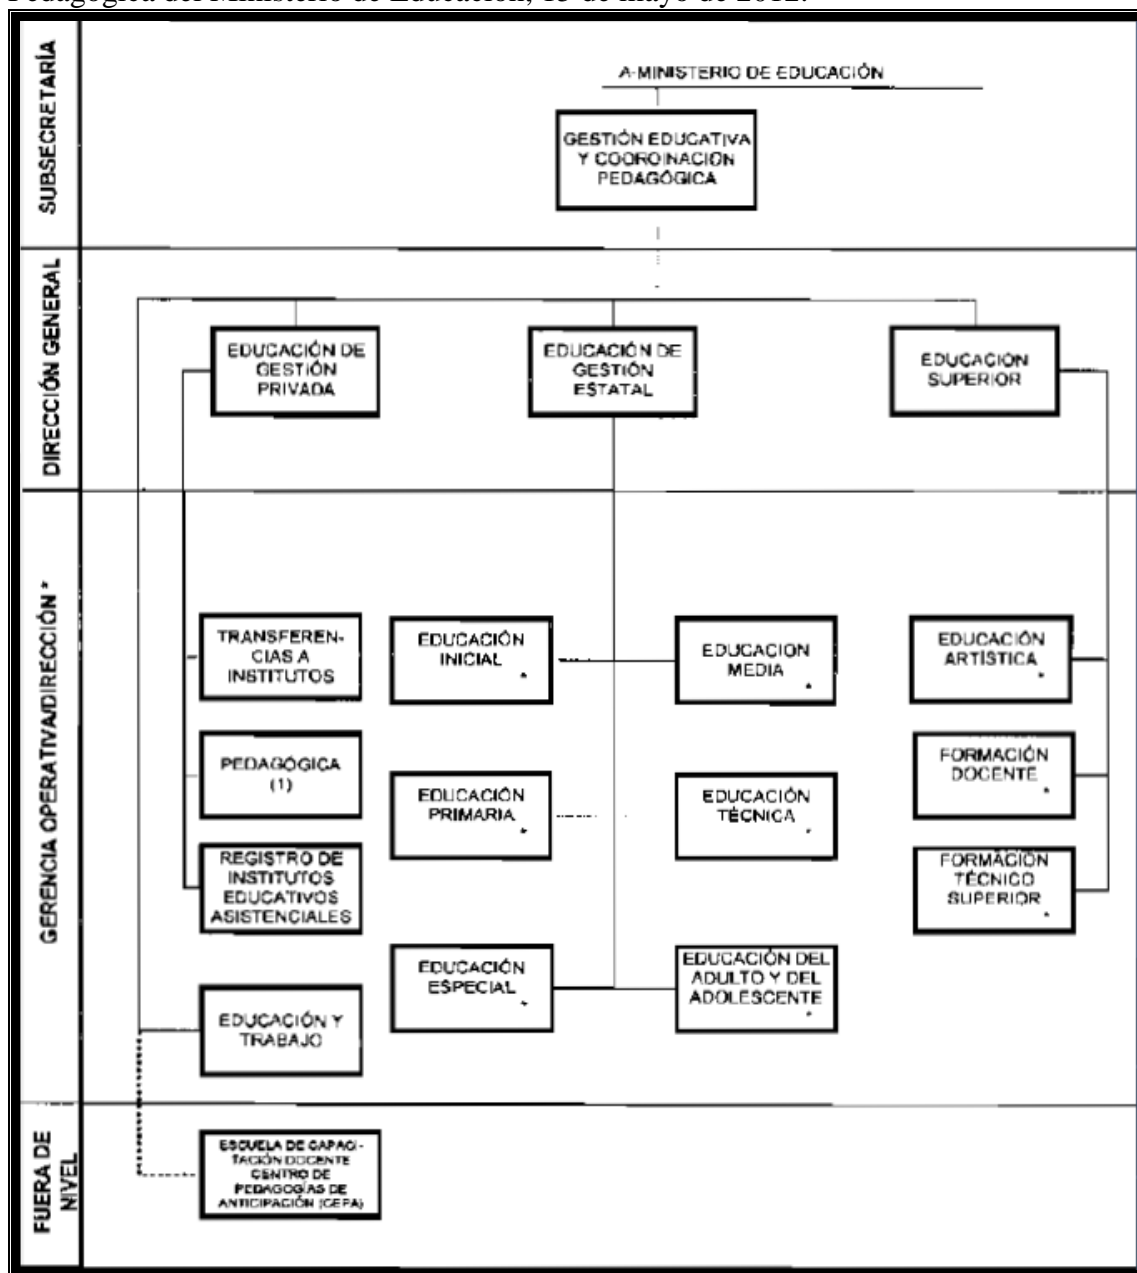 Pedagógica del Ministerio de Educación, 15 de mayo de 2012.
SUBSECRETARÍA
A-MINISTERIO DE EDUCACIÓN
GESTIÓN EDUCATIVA
Y COORDINACION
PEDAGÓGICA
DIRECCIÓN GENERAL
EDUCACIÓN DE
GESTIÓN
PRIVADA
EDUCACIÓN DE
GESTIÓN
ESTATAL
EDUCACION
SUPERIOR
GERENCIA OPERATIVA/DIRECCIÓN *
TRANSFEREN-
CIAS A
INSTITUTOS
EDUCACIÓN
INICIAL
*
EDUCACION
MEDIA
*
EDUCACIÓN
ARTÍSTICA
*
PEDAGÓGICA
(1)
EDUCACIÓN
PRIMARIA
*
EDUCACIÓN
TÉCNICA
*
FORMACIÓN
DOCENTE
*
REGISTRO DE
INSTITUTOS
EDUCATIVOS
ASISTENCIALES
FORMACIÓN
TÉCNICO
SUPERIOR
*
EDUCACIÓN
ESPECIAL
*
EDUCACIÓN DEL
ADULTO Y DEL
ADOLESCENTE
*
EDUCACIÓN Y
TRABAJO
FUERA DE
NIVEL
ESCUELA DE CAPACI-
TACIÓN DOCENTE
CENTRO DE
PEDAGOGÍAS DE
ANTICIPACIÓN (CEPA)